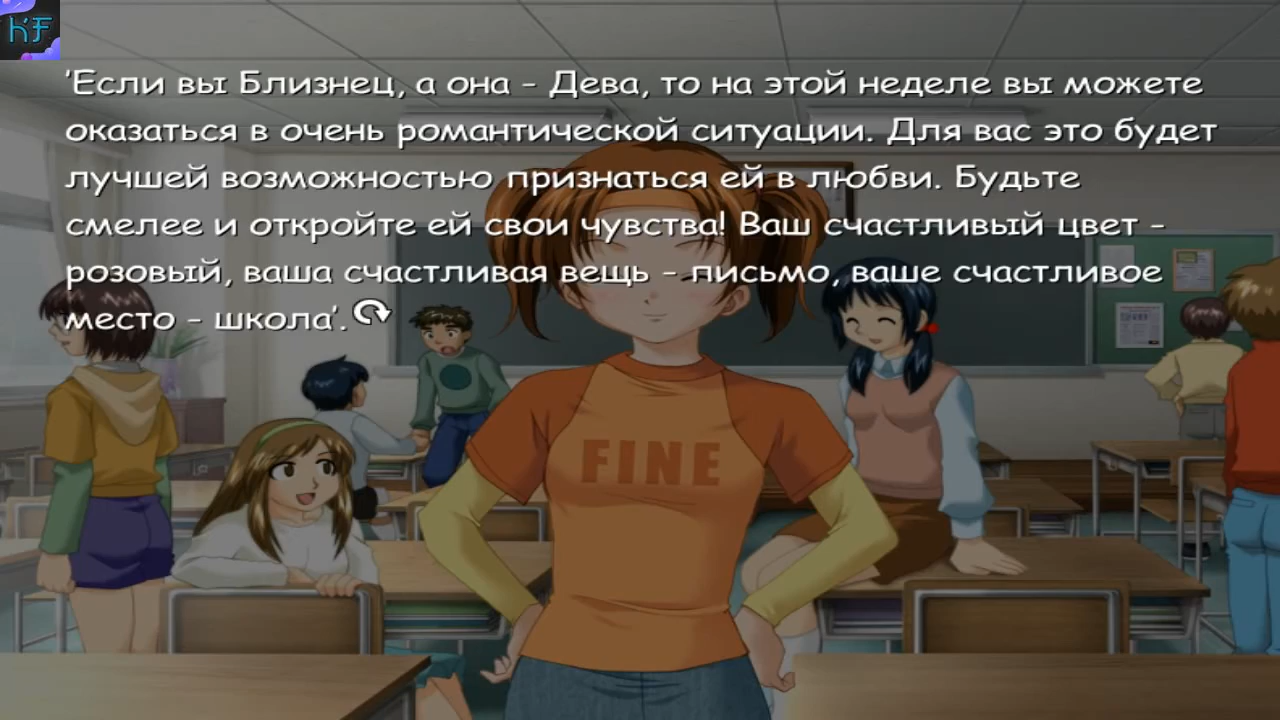 KF
'Если вы Близнец, а она – Дева, то на этой неделе вы можете
оказаться в очень романтической ситуации. Для вас это будет
лучшей возможностью признаться ей в любви. Будьте
смелее и откройте ей свои чувства! Ваш счастливый цвет –
розовый, ваша счастливая вещь – письмо, ваше счастливое
место – школа'.
FINE